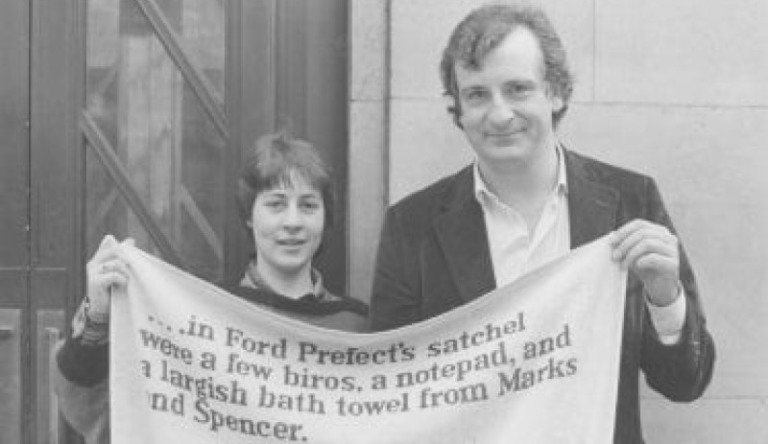 ....in Ford Prefect's satchel
were a few biros, a notepad, and
a largish bath towel from Marks
and Spencer.